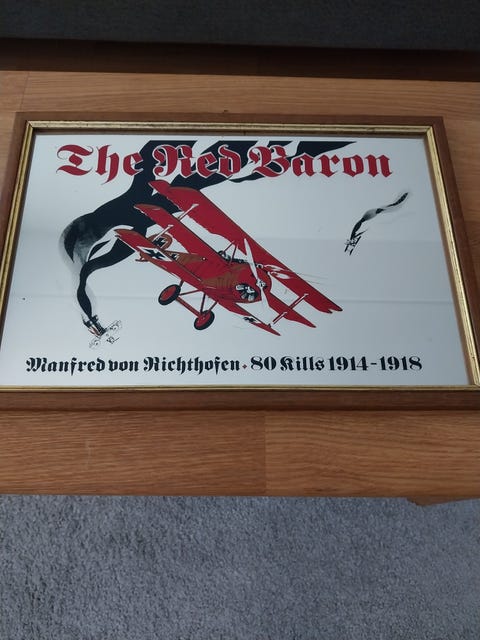 The Red Baron
Manfred von Richthofen • 80 Kills 1914-1918